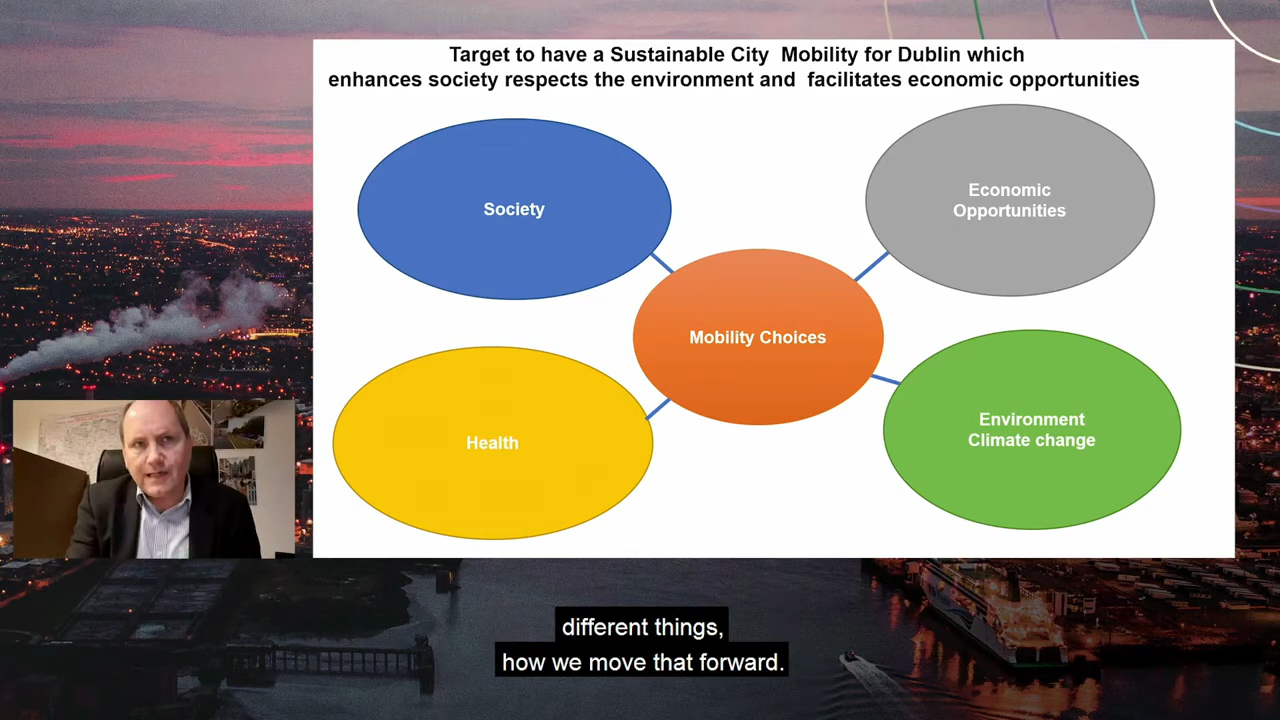 Target to have a Sustainable City Mobility for Dublin which
enhances society respects the environment and facilitates economic opportunities
Society
Economic
Opportunities
Mobility Choices
Health
Environment
Climate change
different things,
how we move that forward.